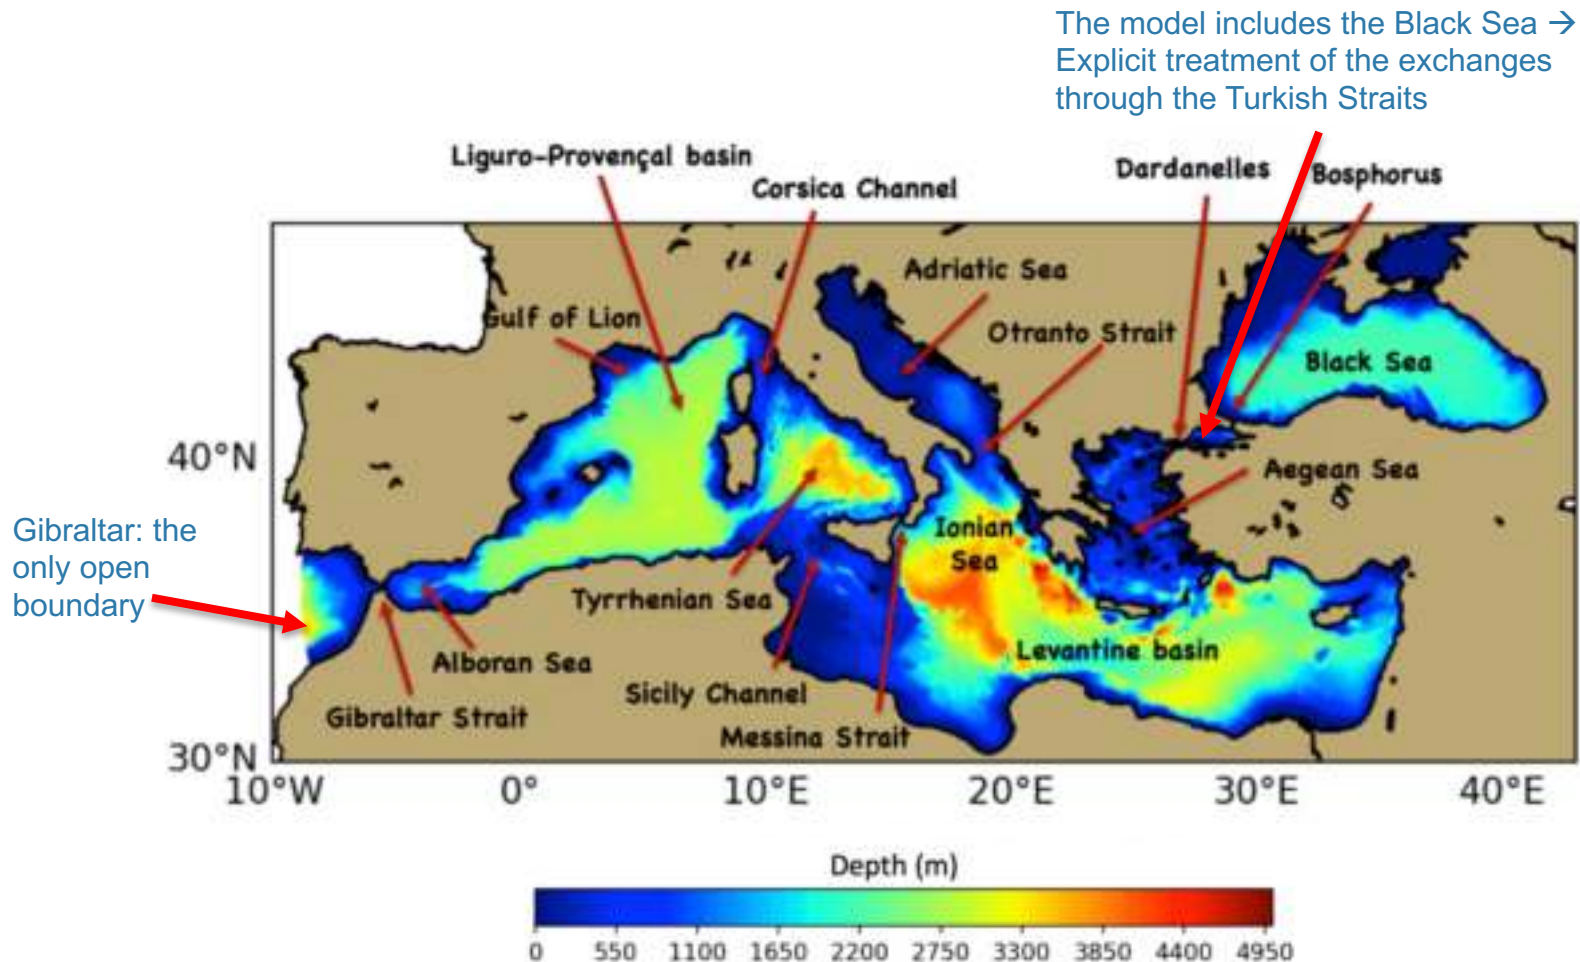 The model includes the Black Sea →
Explicit treatment of the exchanges
through the Turkish Straits
Liguro-Provençal basin
Corsica Channel
Dardanelles
Bosphorus
Adriatic Sea
Gulf of Lion
Otranto Strait
Black Sea
40°N
Aegean Sea
Gibraltar: the
only open
boundary
Ionian
Sea
Tyrrhenian Sea
Levantine basin
Alboran Sea
Sicily Channel
Gibraltar Strait
Messina Strait
30°N
10°W 0° 10°E 20°E 30°E 40°E
Depth (m)
0 550 1100 1650 2200 2750 3300 3850 4400 4950